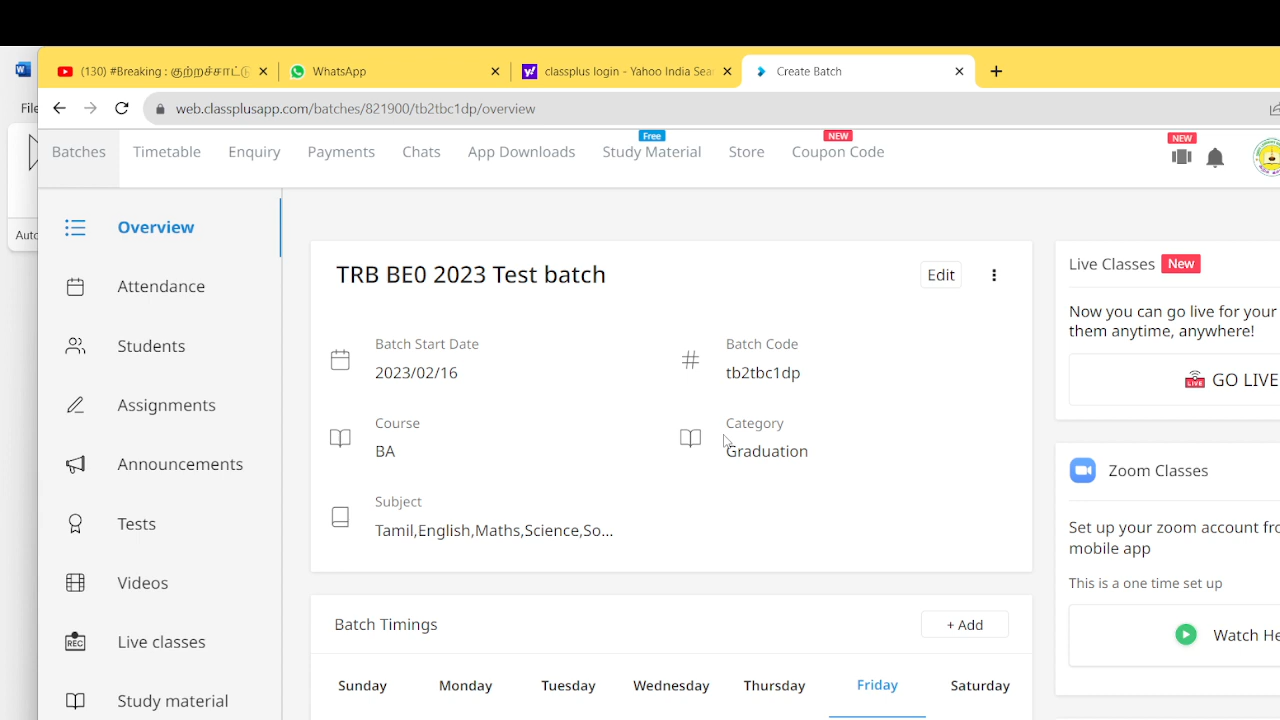 (130) #Breaking : குற்றச்சாட்டு
WhatsApp
classplus login - Yahoo India Sea
Create Batch
File
web.classplusapp.com/batches/821900/tb2tbc1dp/overview
Free
NEW
NEW
Batches
Timetable
Enquiry
Payments
Chats
App Downloads
Study Material
Store
Coupon Code
Auto
Overview
Attendance
Students
Assignments
Announcements
Tests
Videos
REC
Live classes
Study material
TRB BE0 2023 Test batch
Edit
Batch Start Date
2023/02/16
# Batch Code
tb2tbc1dp
Course
BA
Category
Graduation
Subject
Tamil,English,Maths,Science,So...
Batch Timings
+ Add
Sunday
Monday
Tuesday
Wednesday
Thursday
Friday
Saturday
Live Classes New
Now you can go live for your
them anytime, anywhere!
LIVE GO LIVE
Zoom Classes
Set up your zoom account fro
mobile app
This is a one time set up
Watch He